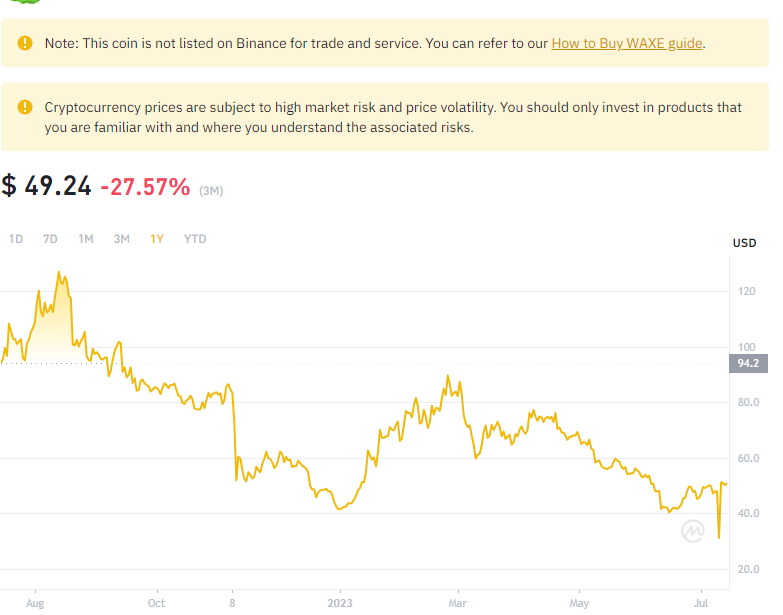 Note: This coin is not listed on Binance for trade and service. You can refer to our How to Buy WAXE guide.
Cryptocurrency prices are subject to high market risk and price volatility. You should only invest in products that
you are familiar with and where you understand the associated risks.
$ 49.24 -27.57% (3M)
1D 7D 1M 3M 1Y YTD
USD
120
100
94.2
80.0
60.0
40.0
20.0
Aug Oct 8 2023 Mar May Jul